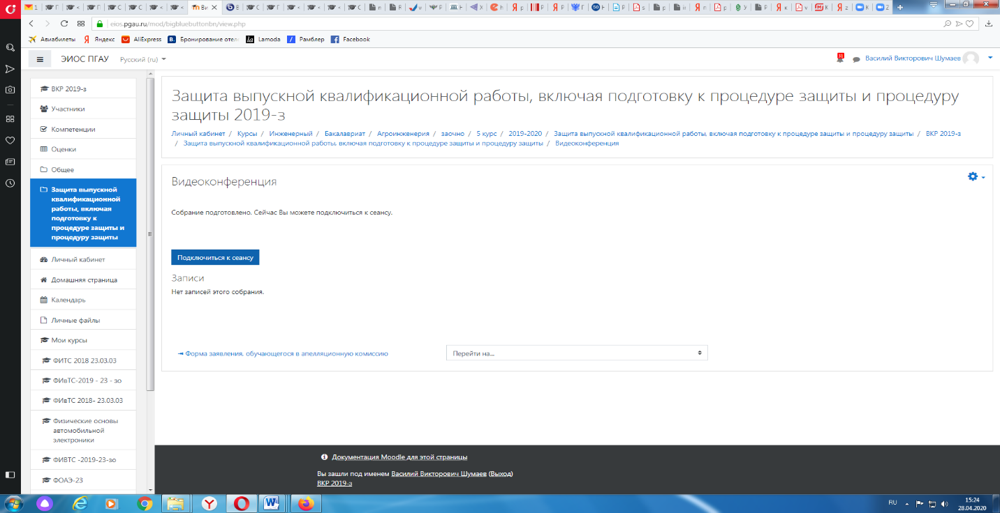 eios.pgau.ru/mod/bigbluebuttonbn/view.php
Авиабилеты Яндекс AliExpress Бронирование отел Lamoda Рамблер Facebook
ЭИОС ПГАУ Русский (ru)
31
Василий Викторович Шумаев
ВКР 2019-з
Участники
Компетенции
Оценки
Общее
Защита выпускной
квалификационной
работы, включая
подготовку к
процедуре защиты и
процедуру защиты
Личный кабинет
Домашняя страница
Календарь
Личные файлы
Мои курсы
ФИТС 2018 23.03.03
ФИвТС-2019 - 23 - зо
ФИвТС 2018- 23.03.03
Физические основы
автомобильной
электроники
ФИВТС -2019-23-зо
ФОАЭ-23
Защита выпускной квалификационной работы, включая подготовку к процедуре защиты и процедуру
защиты 2019-з
Личный кабинет / Курсы / Инженерный / Бакалавриат / Агроинженерия / заочно / 5 курс / 2019-2020 / Защита выпускной квалификационной работы, включая подготовку к процедуре защиты и процедуру защиты / ВКР 2019-з
/ Защита выпускной квалификационной работы, включая подготовку к процедуре защиты и процедуру защиты / Видеоконференция
Видеоконференция
Собрание подготовлено. Сейчас Вы можете подключиться к сеансу.
Подключиться к сеансу
Записи
Нет записей этого собрания.
Форма заявления, обучающегося в апелляционную комиссию
Перейти на...
Документация Moodle для этой страницы
Вы зашли под именем Василий Викторович Шумаев (Выход)
ВКР 2019-з
RU
15:24
28.04.2020